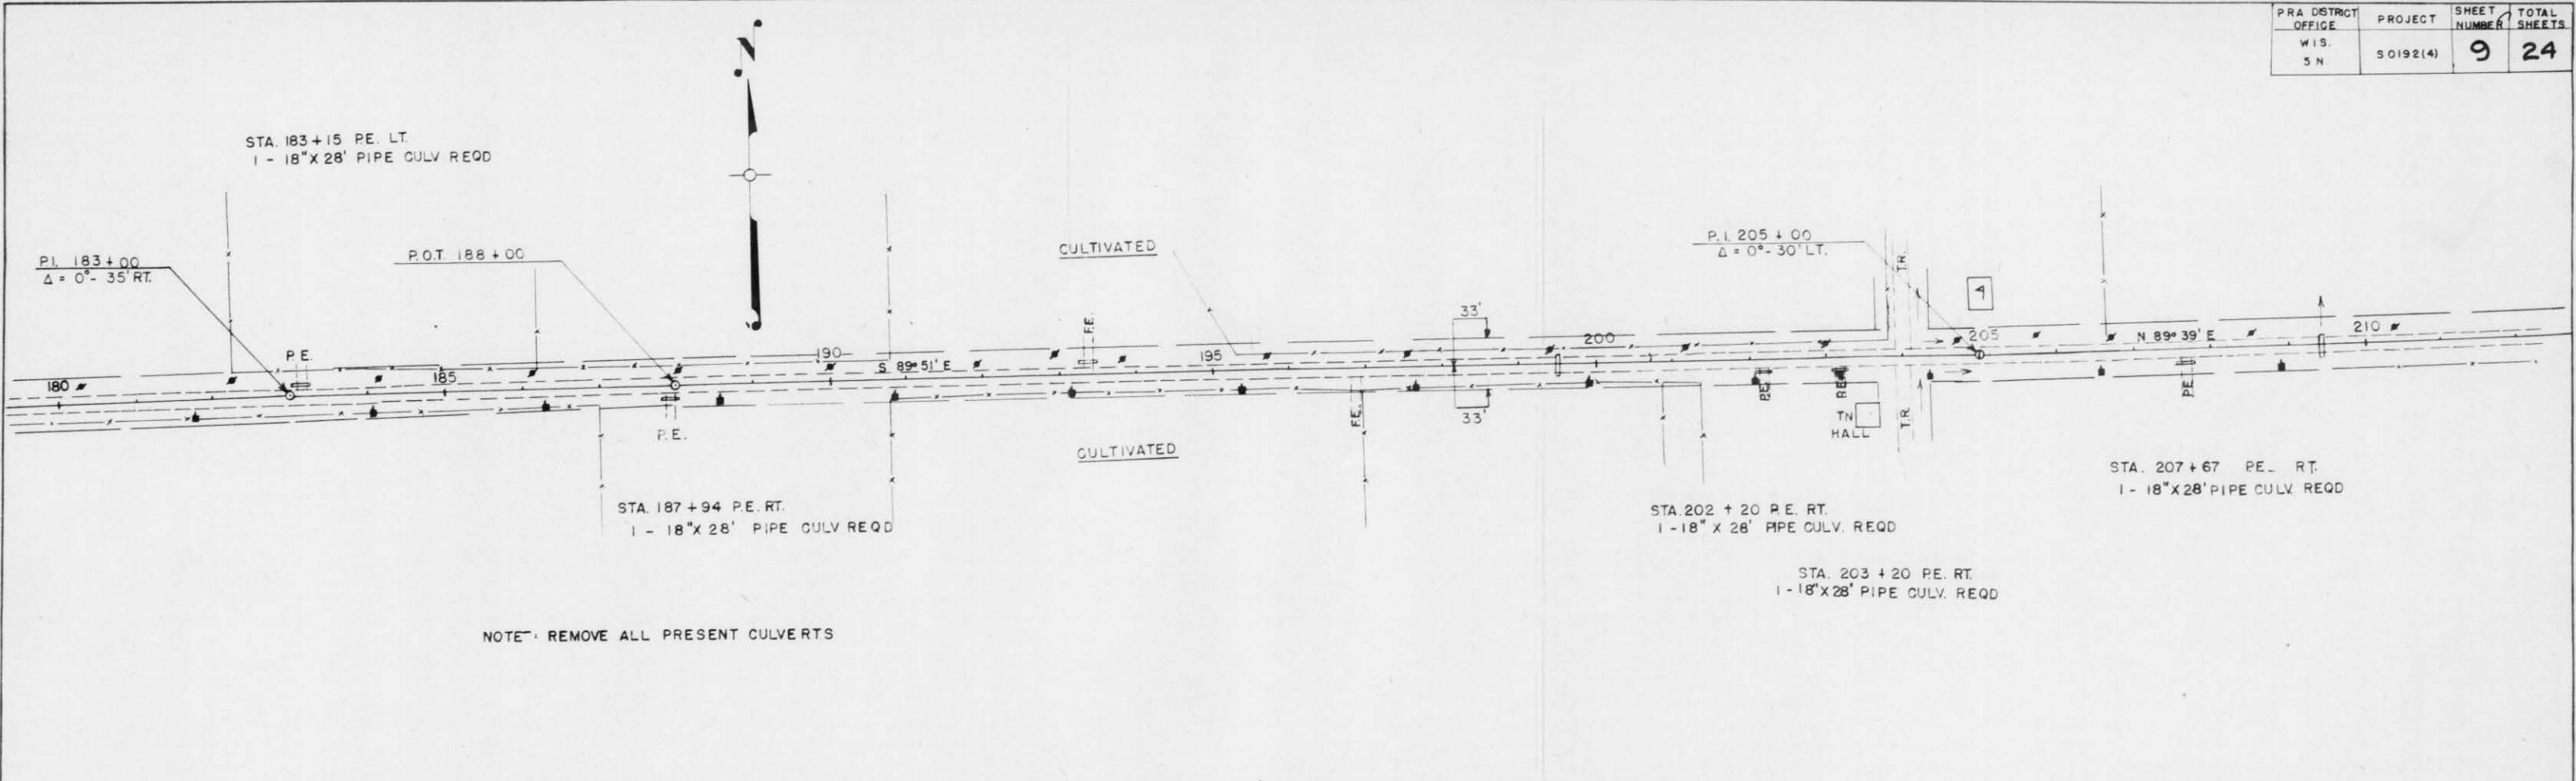 PRA DISTRICT OFFICE PROJECT SHEET NUMBER TOTAL SHEETS
WIS. 5 N S 0192(4) 9 24
N
STA. 183+15 P.E. LT.
1 - 18" X 28' PIPE CULV REQD
P.I. 183+00
Δ = 0°- 35' RT.
P.O.T. 188+00
CULTIVATED
P.I. 205+00
Δ = 0°- 30' LT.
T.R.
4
33'
P.E.
F.E.
180
185
190
S 89° 51' E
195
200
205
N 89° 39' E
210
P.E.
F.E.
33'
P.E.
TN
HALL
T.R.
P.E.
CULTIVATED
STA. 187+94 P.E. RT.
1 - 18" X 28' PIPE CULV REQD
STA. 202+20 P.E. RT.
1 - 18" X 28' PIPE CULV. REQD
STA. 207+67 P.E. RT.
1 - 18" X 28' PIPE CULV. REQD
STA. 203+20 P.E. RT.
1 - 18" X 28' PIPE CULV. REQD
NOTE: REMOVE ALL PRESENT CULVERTS